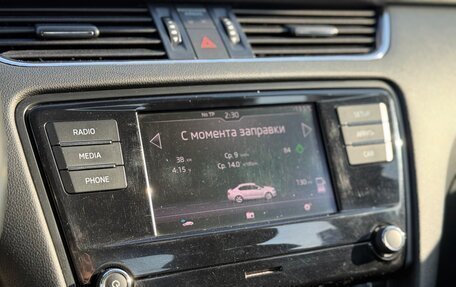 No TP 2:30
RADIO
MEDIA
PHONE
С момента заправки
38 км
4:15 ч
Ср. 9
Ср. 14.0
84
130
SETUP
CAR